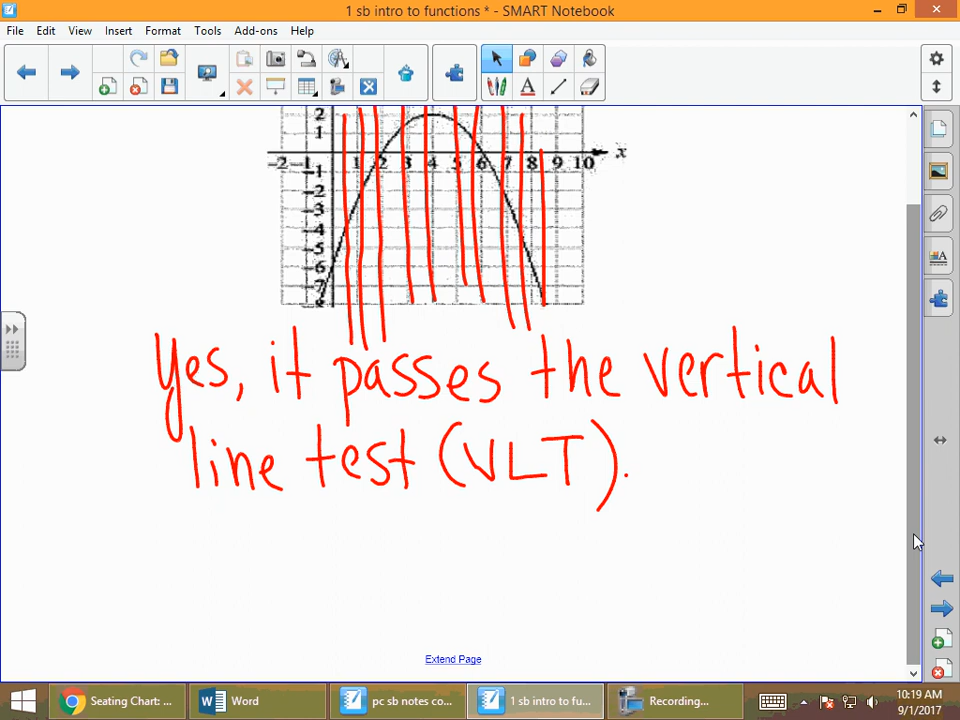 1 sb intro to functions * - SMART Notebook
File Edit View Insert Format Tools Add-ons Help
2
1
-2 -1 1 2 3 4 5 6 7 8 9 10 x
-1
-2
-3
-4
-5
-6
-7
Yes, it passes the vertical
line test (VLT).
Extend Page
Seating Chart: ... Word pc sb notes co... 1 sb intro to fu... Recording...
10:19 AM
9/1/2017